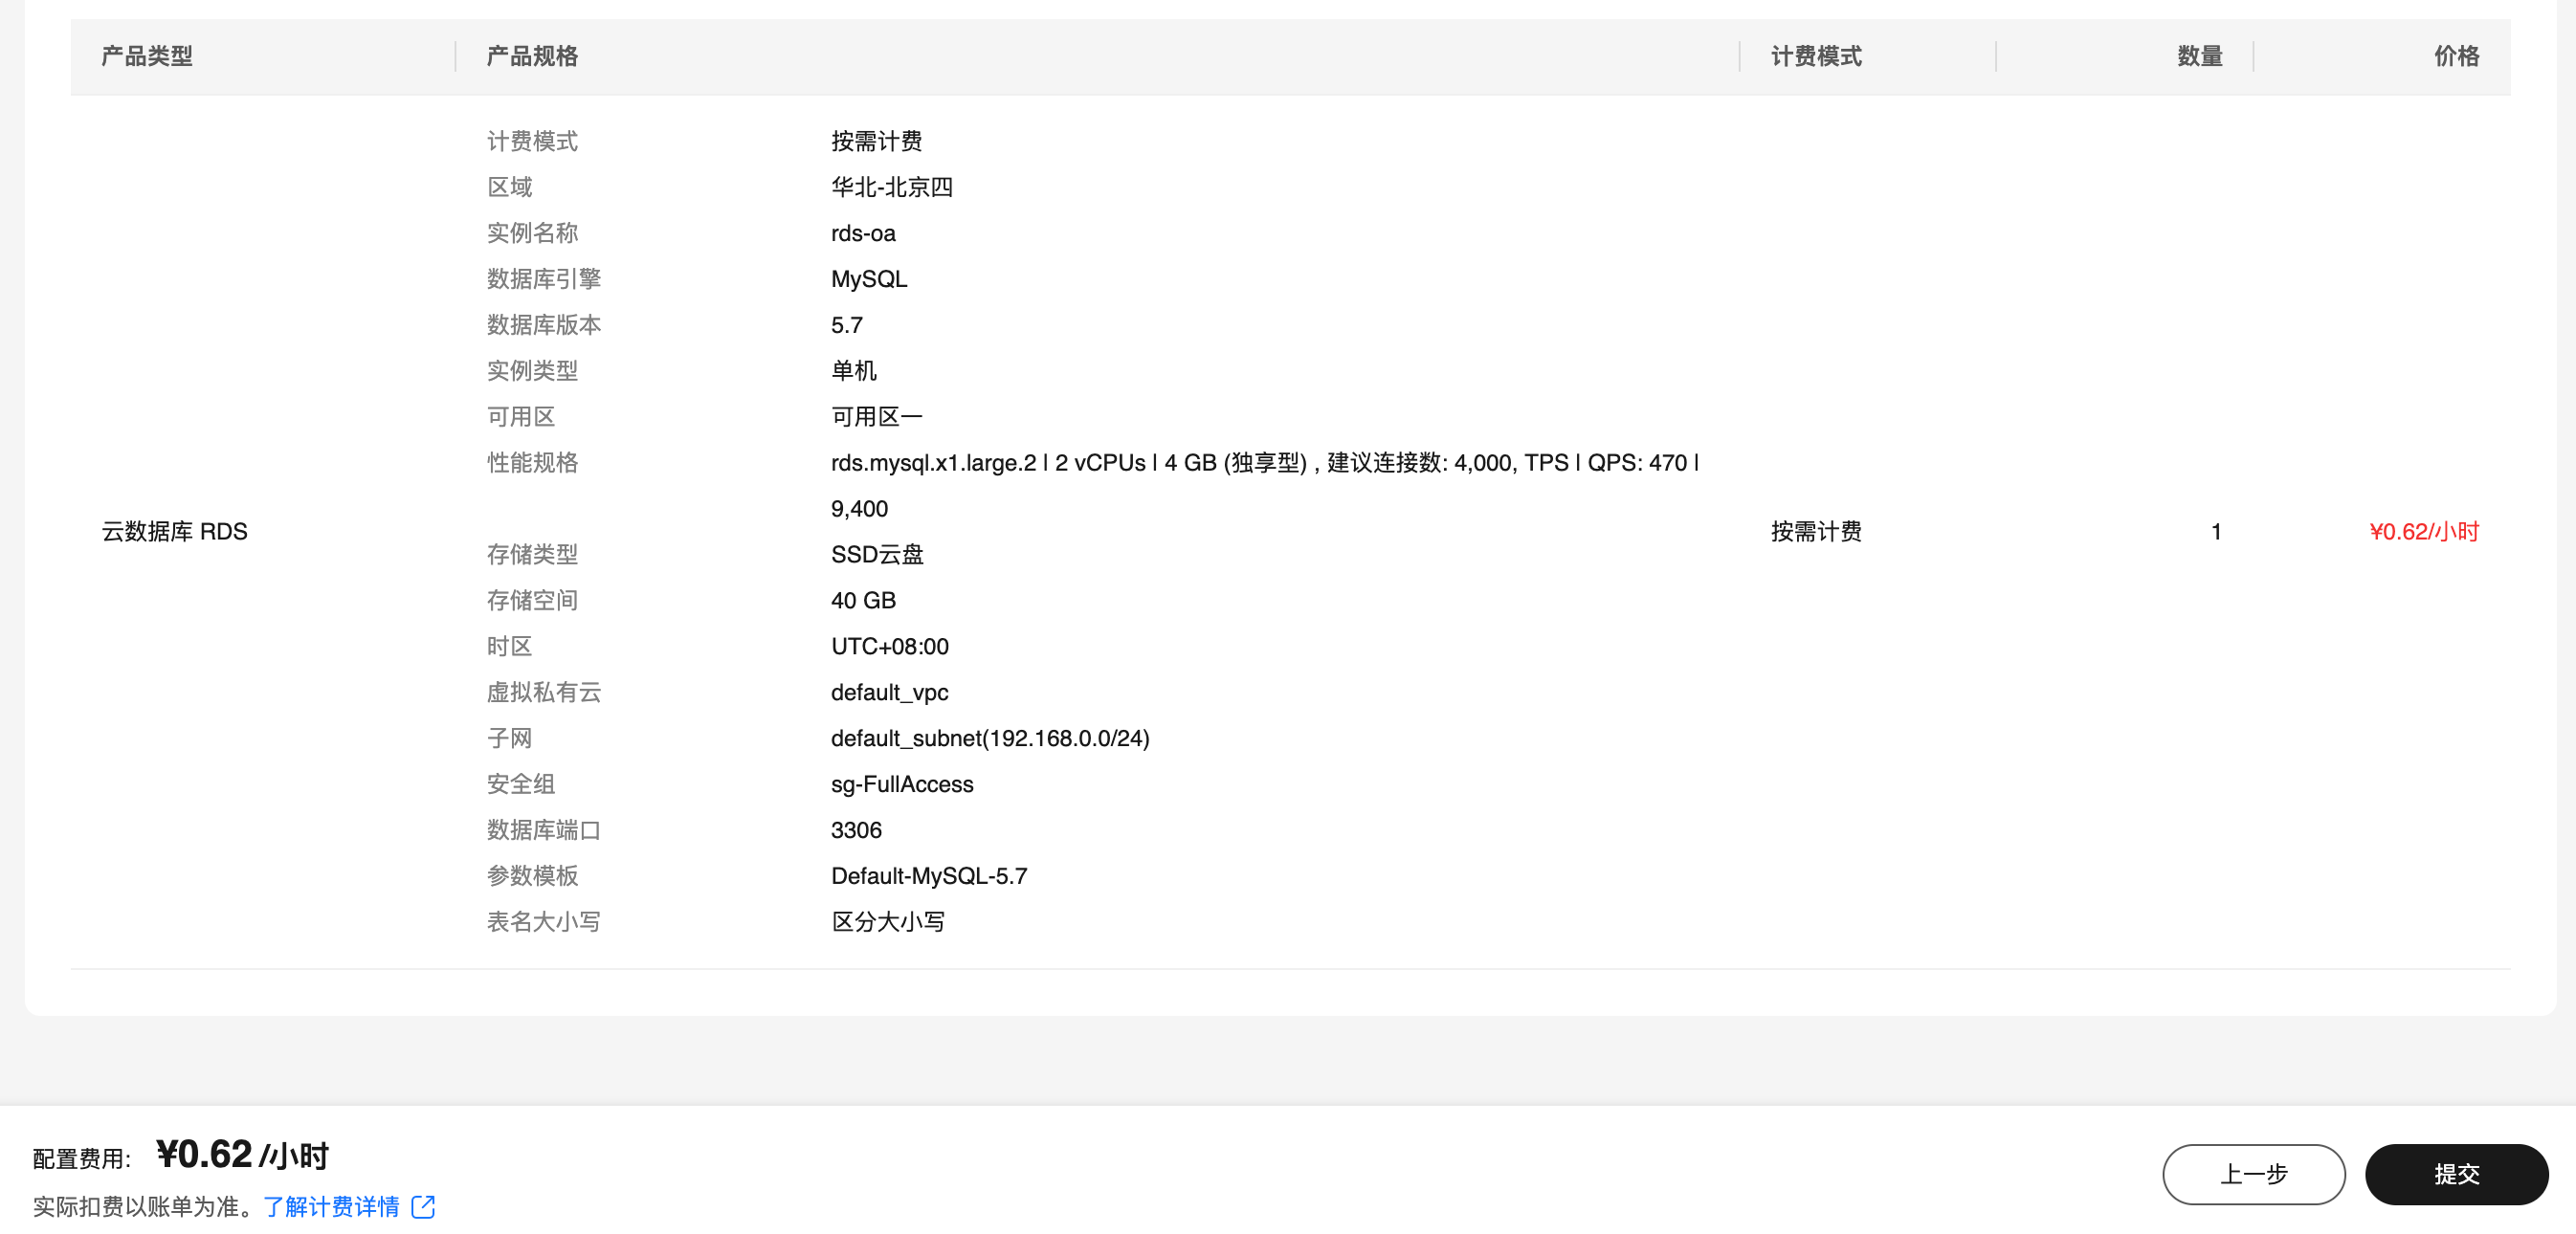 产品类型 产品规格 计费模式 数量 价格
计费模式 按需计费
区域 华北-北京四
实例名称 rds-oa
数据库引擎 MySQL
数据库版本 5.7
实例类型 单机
可用区 可用区一
性能规格 rds.mysql.x1.large.2 | 2 vCPUs | 4 GB (独享型) , 建议连接数: 4,000, TPS | QPS: 470 |
9,400
云数据库 RDS 按需计费 1 ¥0.62/小时
存储类型 SSD云盘
存储空间 40 GB
时区 UTC+08:00
虚拟私有云 default_vpc
子网 default_subnet(192.168.0.0/24)
安全组 sg-FullAccess
数据库端口 3306
参数模板 Default-MySQL-5.7
表名大小写 区分大小写
配置费用: ¥0.62 /小时
实际扣费以账单为准。了解计费详情
上一步 提交